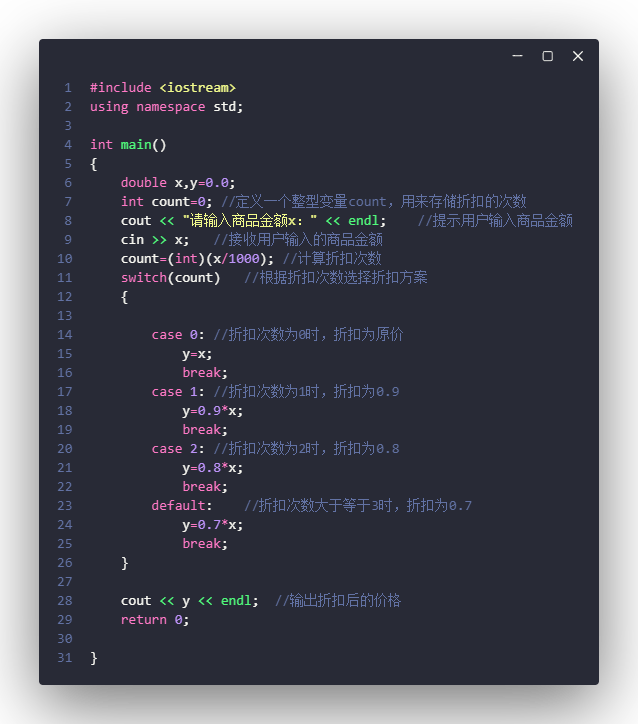 1 #include <iostream>
2 using namespace std;
3
4 int main()
5 {
6     double x,y=0.0;
7     int count=0; //定义一个整型变量count，用来存储折扣的次数
8     cout << "请输入商品金额x：" << endl;    //提示用户输入商品金额
9     cin >> x;   //接收用户输入的商品金额
10     count=(int)(x/1000); //计算折扣次数
11     switch(count)   //根据折扣次数选择折扣方案
12     {
13
14         case 0: //折扣次数为0时，折扣为原价
15             y=x;
16             break;
17         case 1: //折扣次数为1时，折扣为0.9
18             y=0.9*x;
19             break;
20         case 2: //折扣次数为2时，折扣为0.8
21             y=0.8*x;
22             break;
23         default:    //折扣次数大于等于3时，折扣为0.7
24             y=0.7*x;
25             break;
26     }
27
28     cout << y << endl;  //输出折扣后的价格
29     return 0;
30
31 }